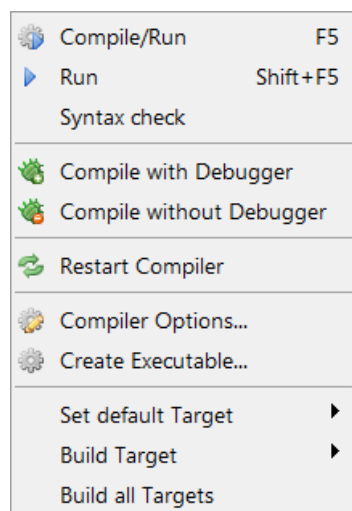 Compile/Run F5
Run Shift+F5
Syntax check
Compile with Debugger
Compile without Debugger
Restart Compiler
Compiler Options...
Create Executable...
Set default Target
Build Target
Build all Targets